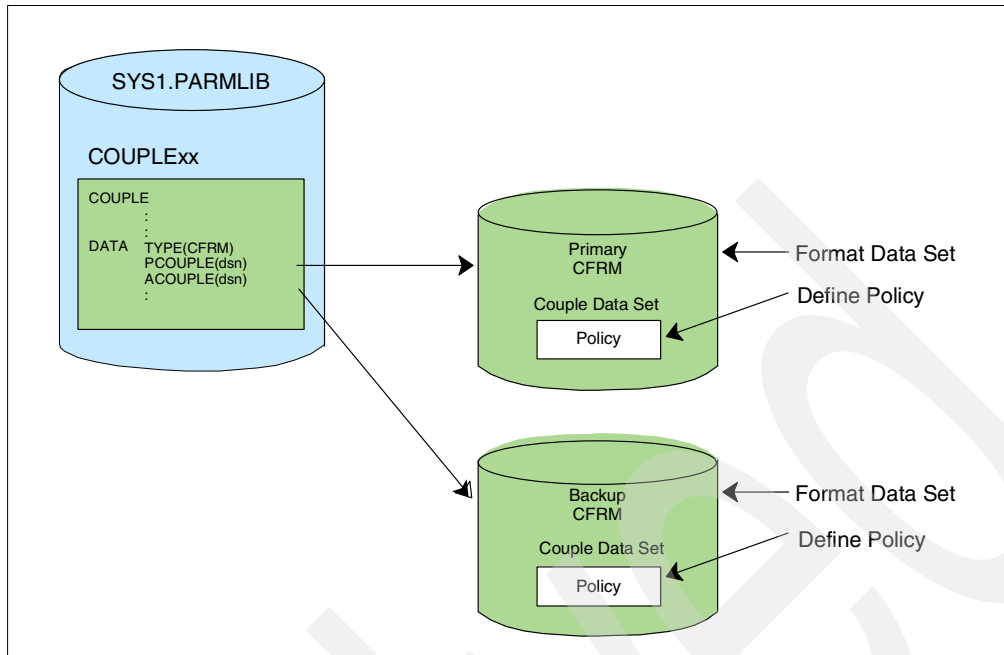 SYS1.PARMLIB
COUPLExx
COUPLE
:
:
DATA TYPE(CFRM)
PCOUPLE(dsn)
ACOUPLE(dsn)
:
Primary
CFRM
Couple Data Set
Policy
Format Data Set
Define Policy
Backup
CFRM
Couple Data Set
Policy
Format Data Set
Define Policy